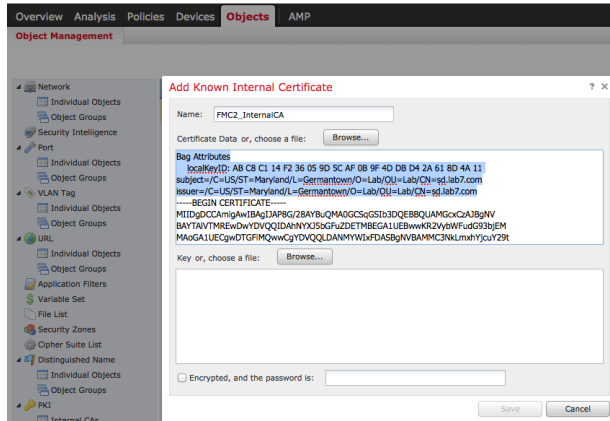 Overview Analysis Policies Devices Objects AMP
Object Management
Network
Individual Objects
Object Groups
Security Intelligence
Port
Individual Objects
Object Groups
VLAN Tag
Individual Objects
Object Groups
URL
Individual Objects
Object Groups
Application Filters
Variable Set
File List
Security Zones
Cipher Suite List
Distinguished Name
Individual Objects
Object Groups
PKI
Internal CAs
Add Known Internal Certificate ? ×
Name: FMC2_InternalCA
Certificate Data or, choose a file: Browse...
Bag Attributes
localKeyID: AB C8 C1 14 F2 36 05 9D 5C AF 0B 9F 4D DB D4 2A 61 8D 4A 11
subject=/C=US/ST=Maryland/L=Germantown/O=Lab/OU=Lab/CN=sd.lab7.com
issuer=/C=US/ST=Maryland/L=Germantown/O=Lab/OU=Lab/CN=sd.lab7.com
-----BEGIN CERTIFICATE-----
MIIDgDCCAmigAwIBAgIJAP8G/28AYBuQMA0GCSqGSIb3DQEBBQUAMGcxCzAJBgNV
BAYTAlVTMREwDwYDVQQIDAhNYXJ5bGFuZDETMBEGA1UEBwwKR2VybWFudG93bjEM
MAoGA1UECgwDTGFiMQwwCgYDVQQLDANMYWIxFDASBgNVBAMMC3NkLmxhYjcuY29t
Key or, choose a file: Browse...
Encrypted, and the password is:
Save Cancel